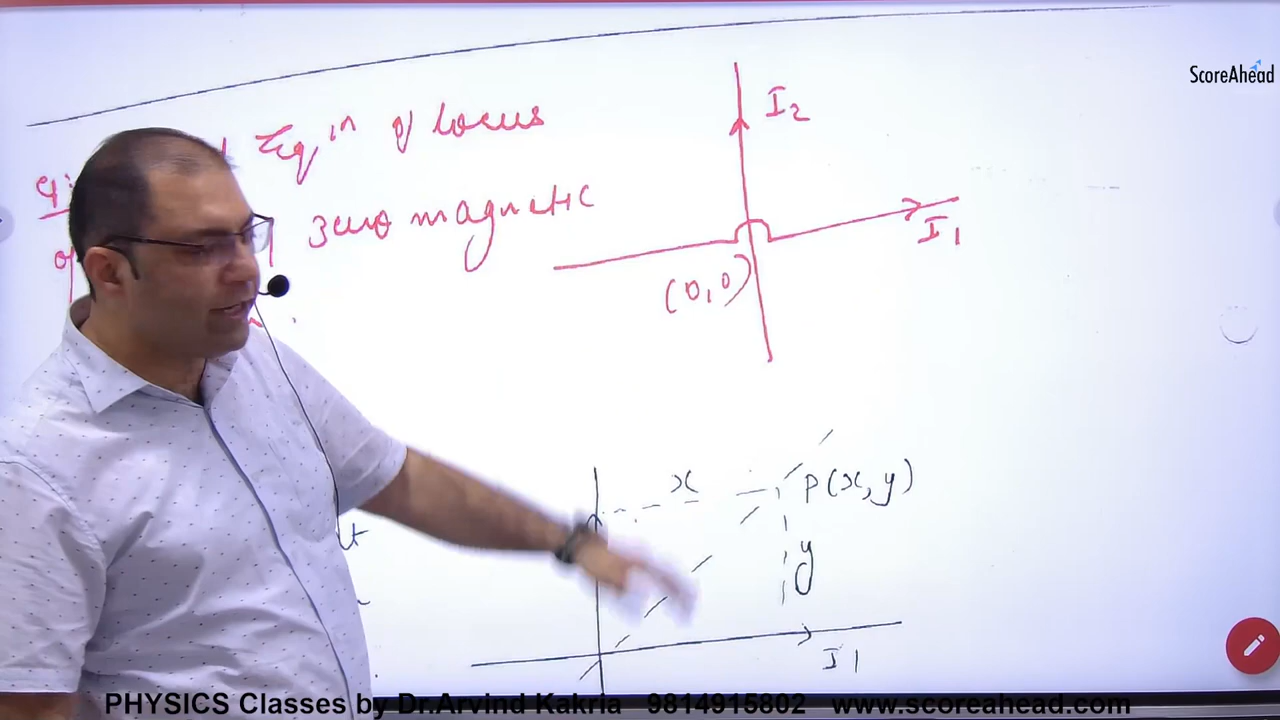 ScoreAhead
I2
Eqⁿ of locus
zero magnetic
I1
(0,0)
x
P(x,y)
y
I1
PHYSICS Classes by Dr.Arvind Kakria 9814915802 www.scoreahead.com